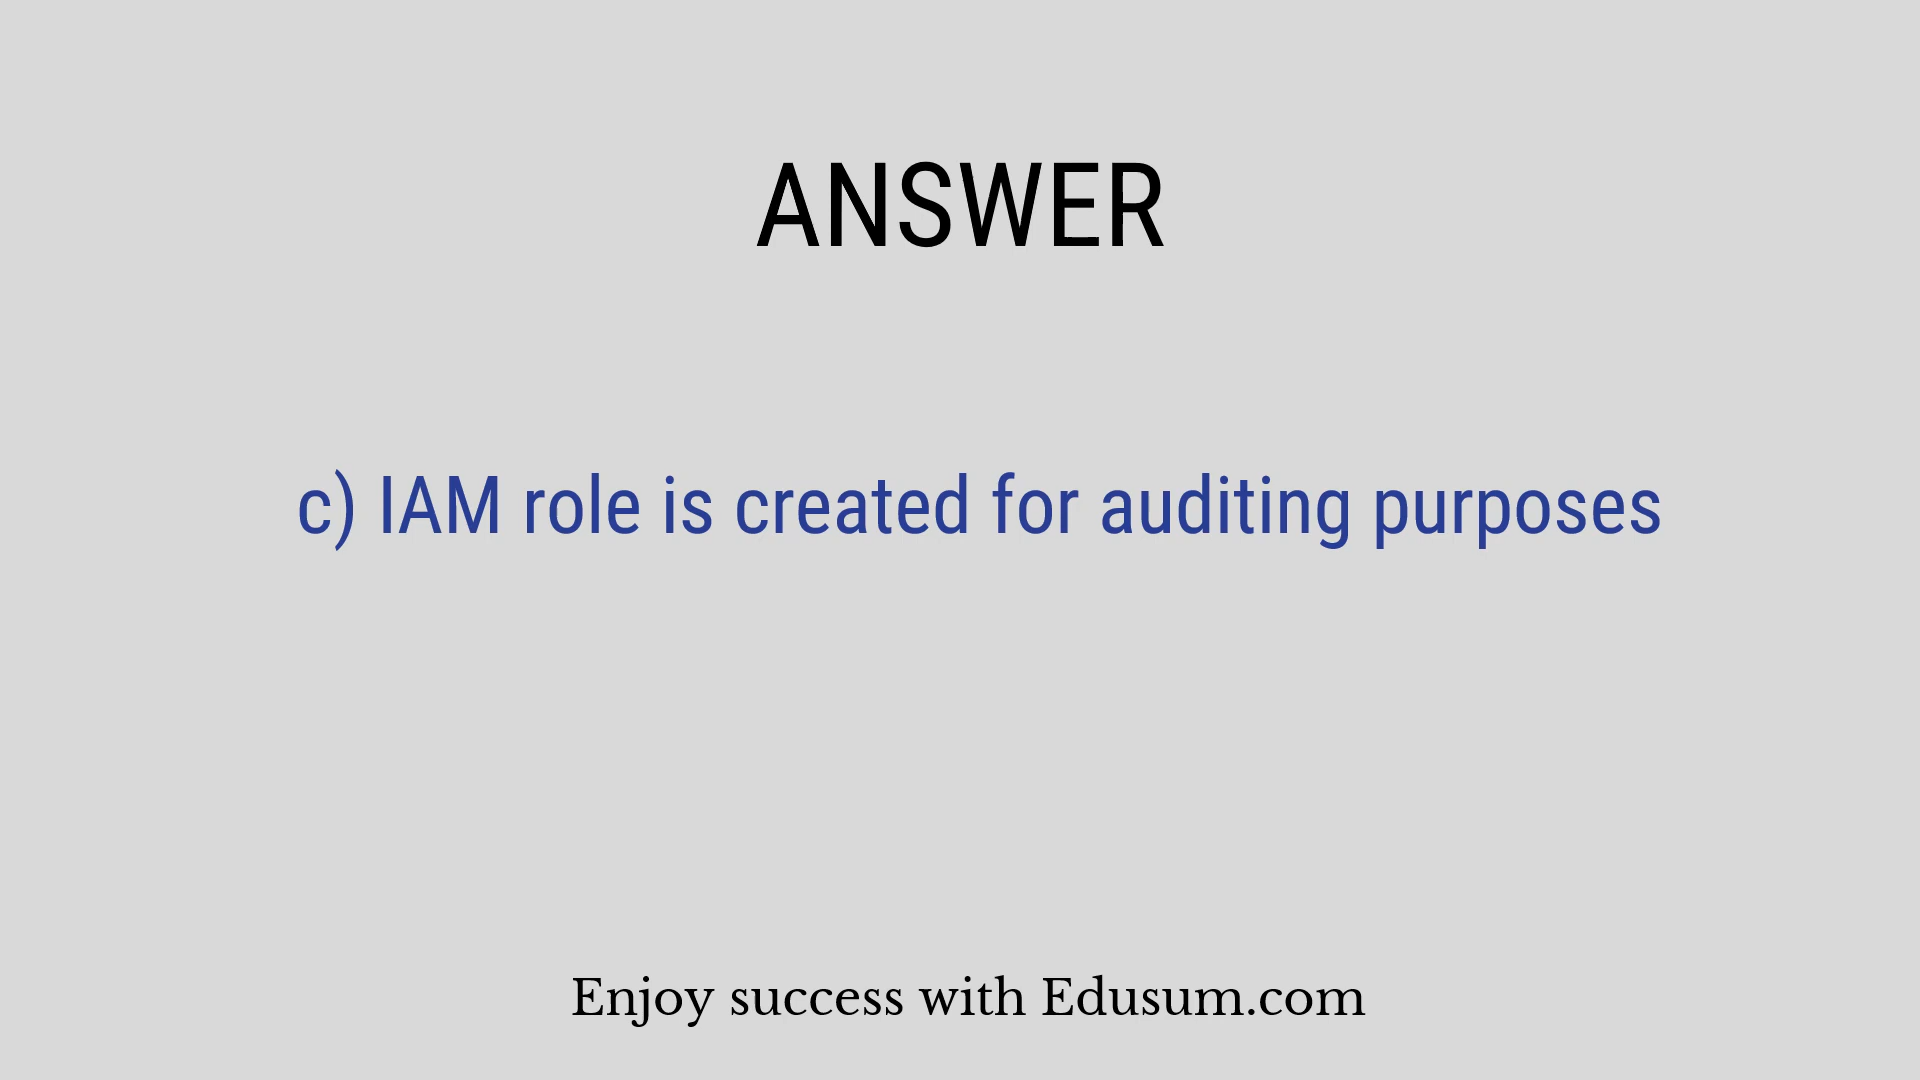 ANSWER
c) IAM role is created for auditing purposes
Enjoy success with Edusum.com